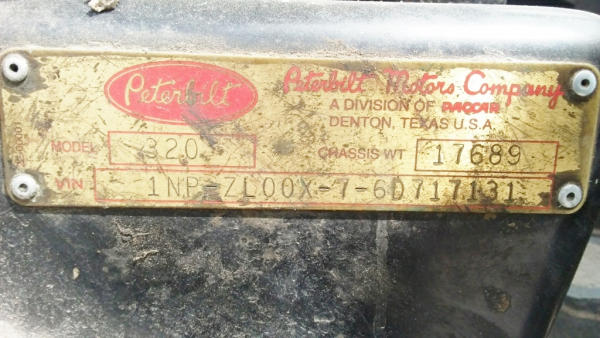 Peterbilt
Peterbilt Motors Company
A DIVISION OF PACCAR
DENTON, TEXAS U.S.A.
MODEL 320 CHASSIS WT 17689
VIN 1NP-ZL00X-7-6D717131